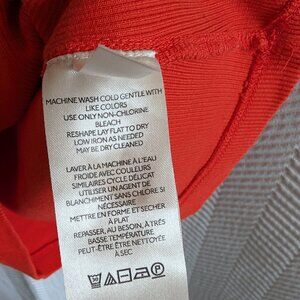 MACHINE WASH COLD GENTLE WITH
LIKE COLORS
USE ONLY NON-CHLORINE
BLEACH
RESHAPE LAY FLAT TO DRY
LOW IRON AS NEEDED
MAY BE DRY CLEANED
LAVER À LA MACHINE À L'EAU
FROIDE AVEC COULEURS
SIMILAIRES CYCLE DÉLICAT
UTILISER UN AGENT DE
BLANCHIMENT SANS CHLORE SI
NÉCESSAIRE
METTRE EN FORME ET SÉCHER
À PLAT
REPASSER, AU BESOIN, À TRÈS
BASSE TEMPÉRATURE
PEUT-ÊTRE ÊTRE NETTOYÉE
À SEC